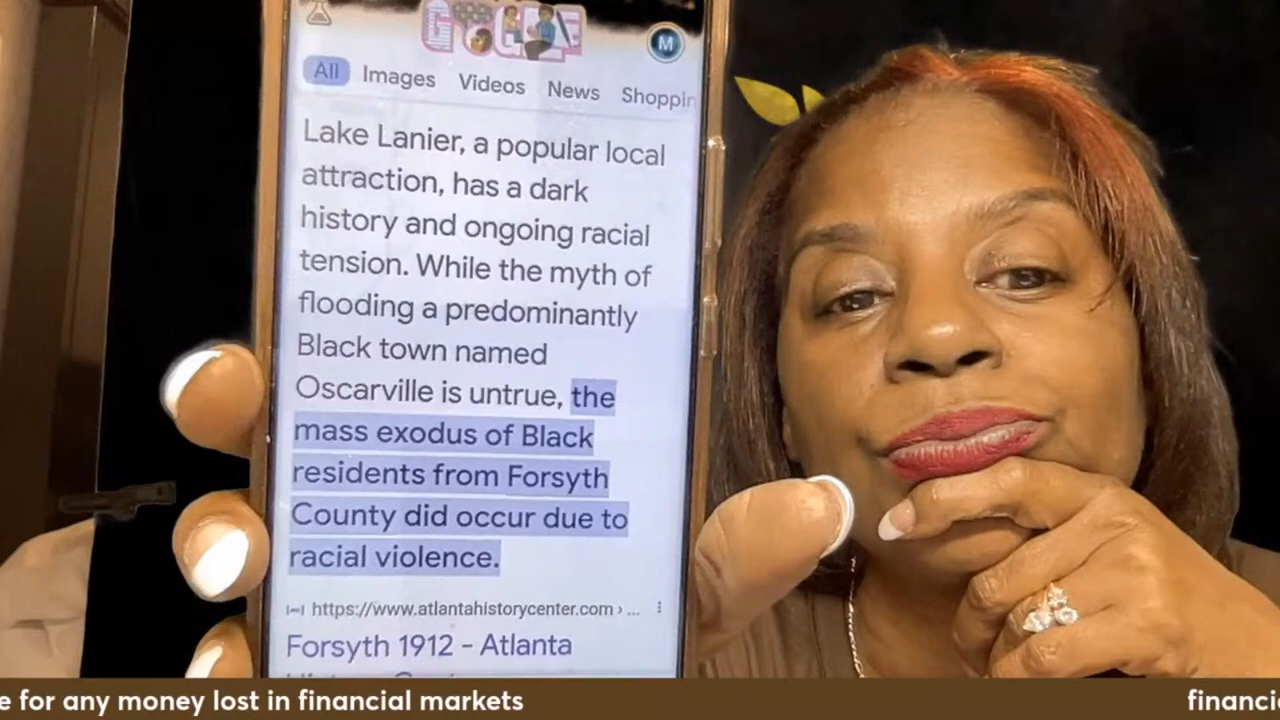 GOOGLE
M
All Images Videos News Shoppin
Lake Lanier, a popular local
attraction, has a dark
history and ongoing racial
tension. While the myth of
flooding a predominantly
Black town named
Oscarville is untrue, the
mass exodus of Black
residents from Forsyth
County did occur due to
racial violence.
https://www.atlantahistorycenter.com › ...
Forsyth 1912 - Atlanta
e for any money lost in financial markets
financi